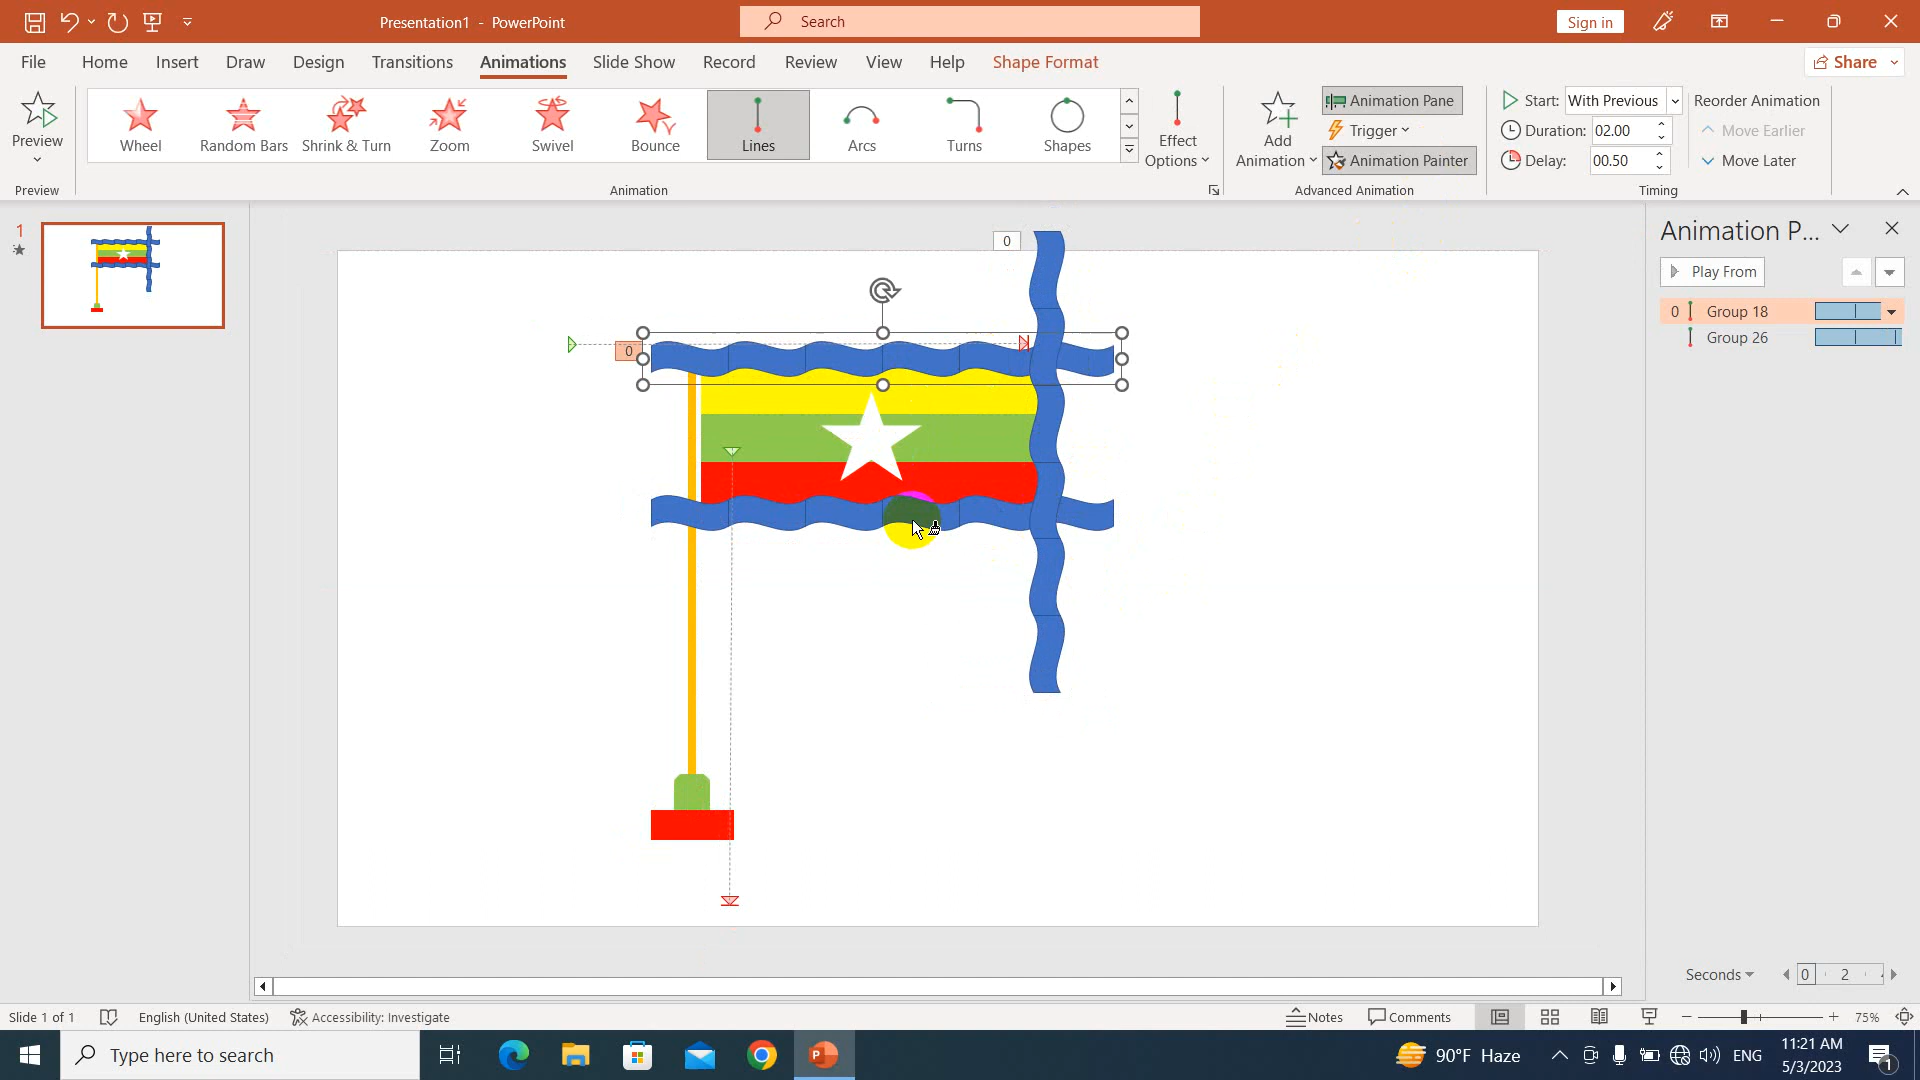 Presentation1 - PowerPoint
Search
Sign in
File Home Insert Draw Design Transitions Animations Slide Show Record Review View Help Shape Format
Share
Preview
Wheel Random Bars Shrink & Turn Zoom Swivel Bounce Lines Arcs Turns Shapes
Effect Options
Add Animation
Animation Pane
Trigger
Animation Painter
Start: With Previous
Duration: 02.00
Delay: 00.50
Reorder Animation
Move Earlier
Move Later
Preview Animation Advanced Animation Timing
1
0
0
Animation P...
Play From
0 Group 18
Group 26
Seconds 0 2
Slide 1 of 1 English (United States) Accessibility: Investigate Notes Comments 75%
Type here to search
90°F Haze
ENG
11:21 AM
5/3/2023
1